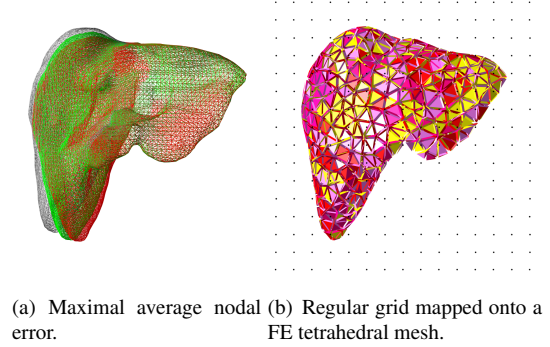 (a) Maximal average nodal
error.
(b) Regular grid mapped onto a
FE tetrahedral mesh.